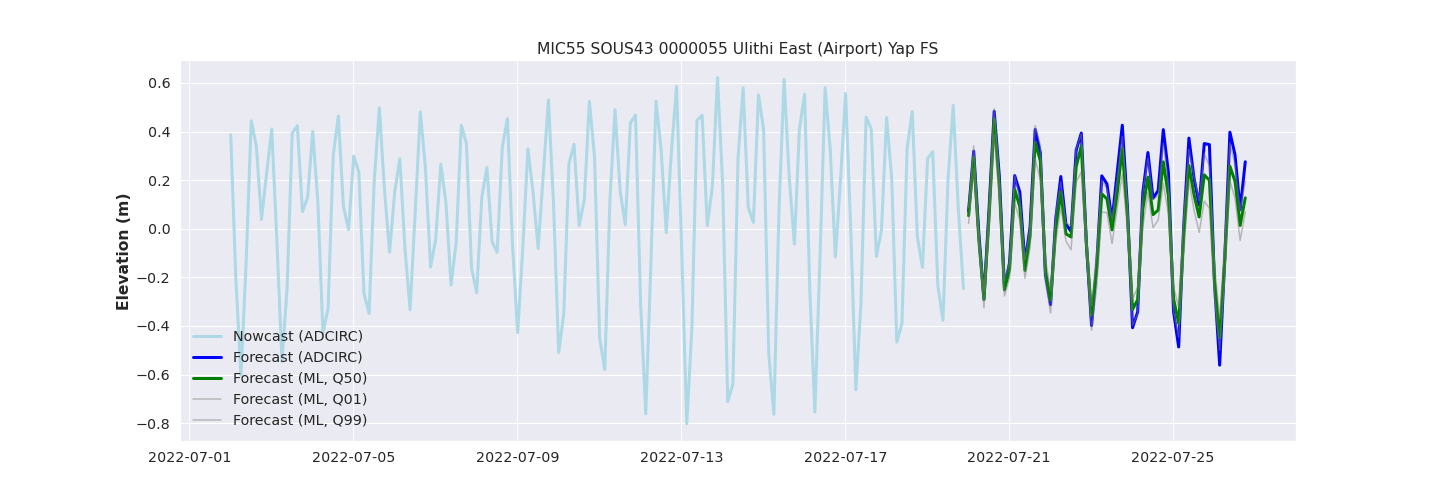 MIC55 SOUS43 0000055 Ulithi East (Airport) Yap FS
Elevation (m)
0.6
0.4
0.2
0.0
−0.2
−0.4
−0.6
−0.8
Nowcast (ADCIRC)
Forecast (ADCIRC)
Forecast (ML, Q50)
Forecast (ML, Q01)
Forecast (ML, Q99)
2022-07-01 2022-07-05 2022-07-09 2022-07-13 2022-07-17 2022-07-21 2022-07-25